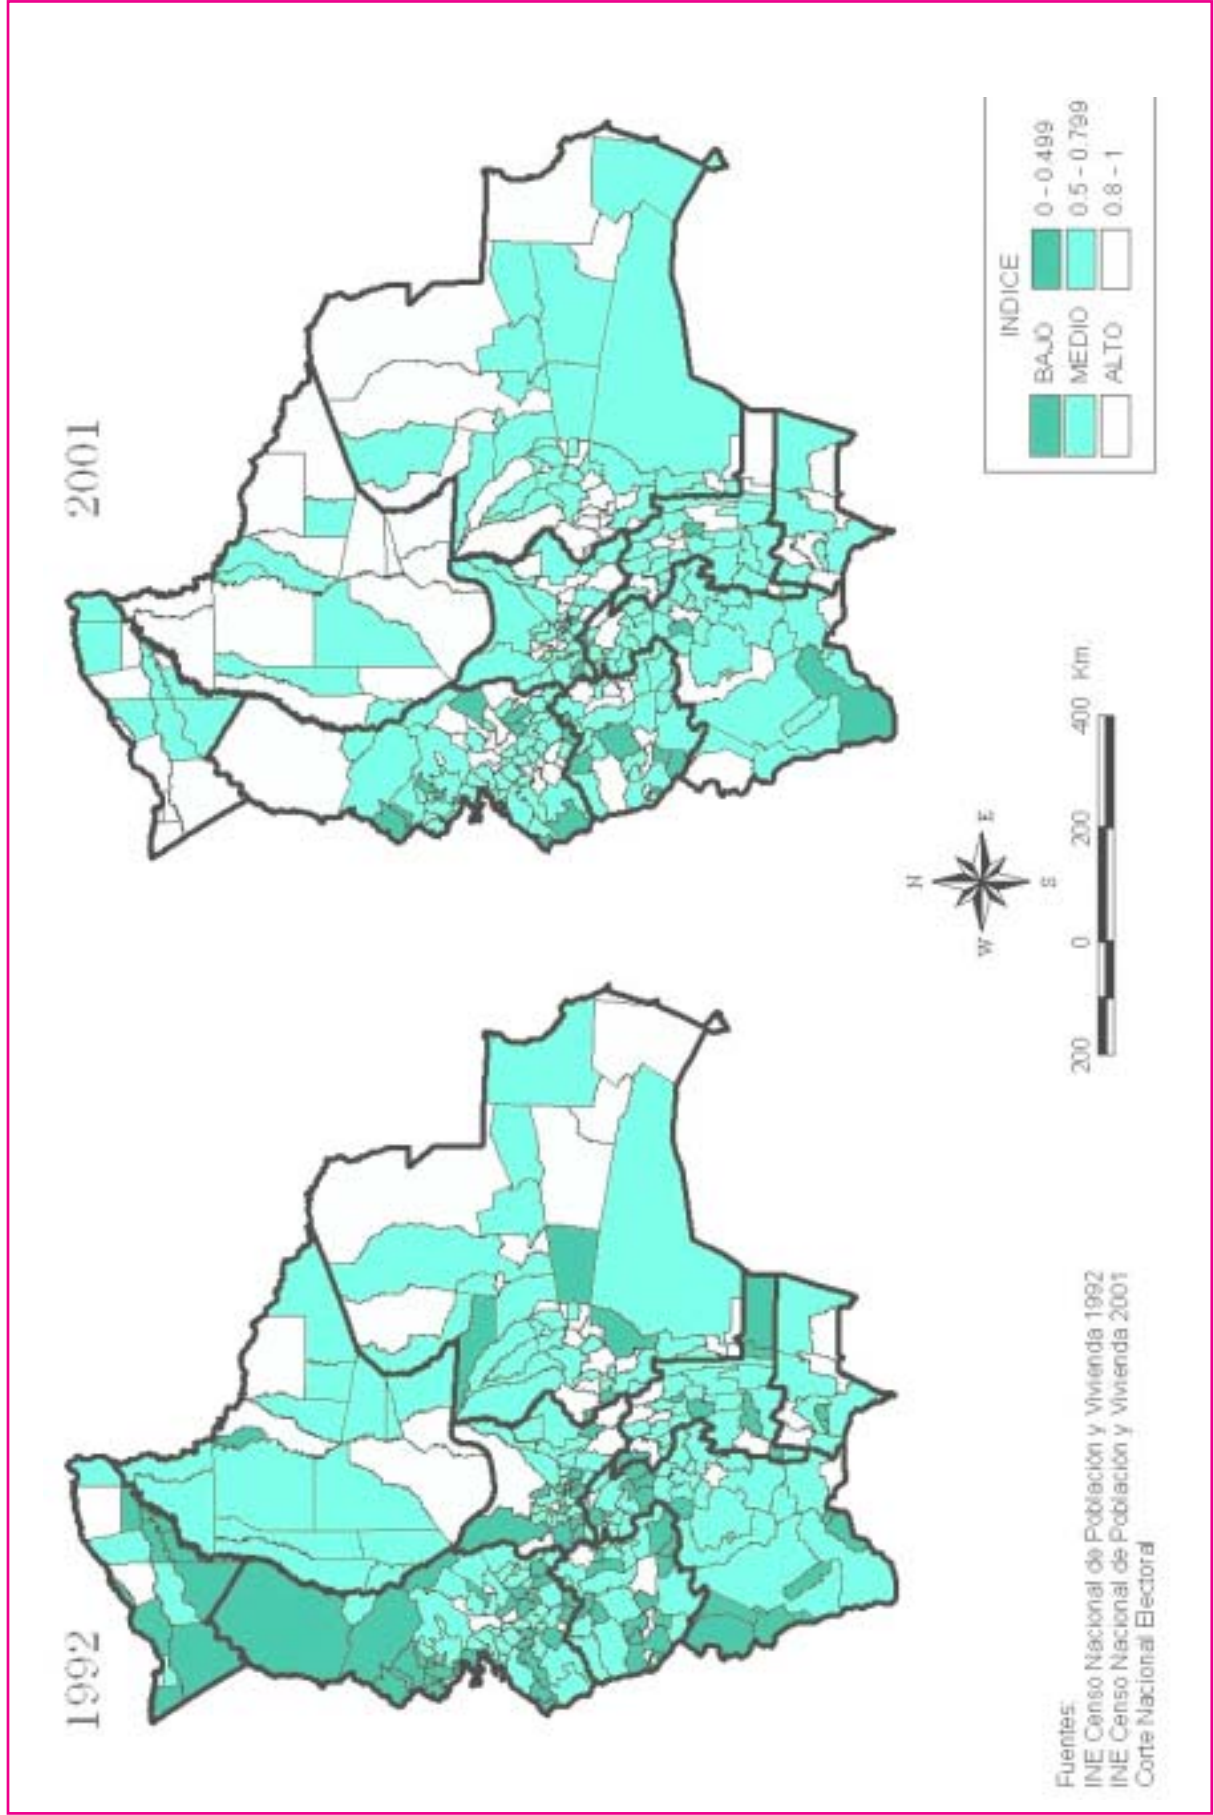 1992
2001
INDICE
BAJO 0 - 0.499
MEDIO 0.5 - 0.799
ALTO 0.8 - 1
N
W
E
S
200 0 200 400 Km.
Fuentes:
INE Censo Nacional de Población y Vivienda 1992
INE Censo Nacional de Población y Vivienda 2001
Corte Nacional Electoral